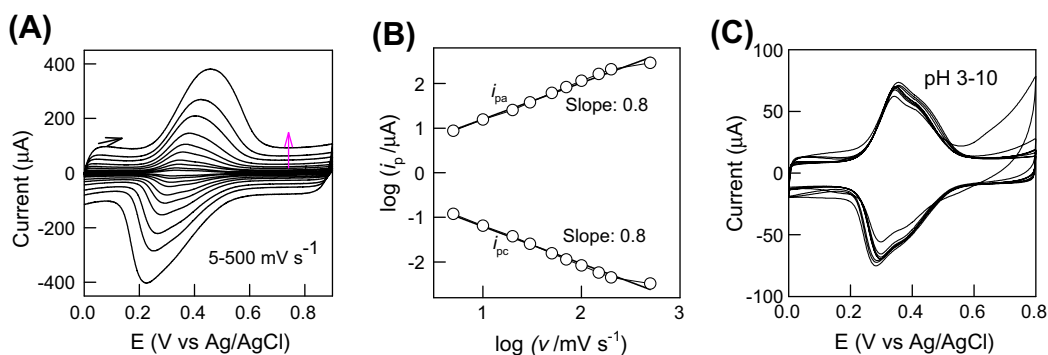 (A)
400
200
0
-200
-400
Current (µA)
5-500 mV s⁻¹
0.0 0.2 0.4 0.6 0.8
E (V vs Ag/AgCl)
(B)
2
1
-1
-2
log (iₚ /µA)
iₚₐ
Slope: 0.8
Slope: 0.8
i_pc
0 1 2 3
log (v /mV s⁻¹)
(C)
100
50
0
-50
-100
Current (µA)
pH 3-10
0.0 0.2 0.4 0.6 0.8
E (V vs Ag/AgCl)